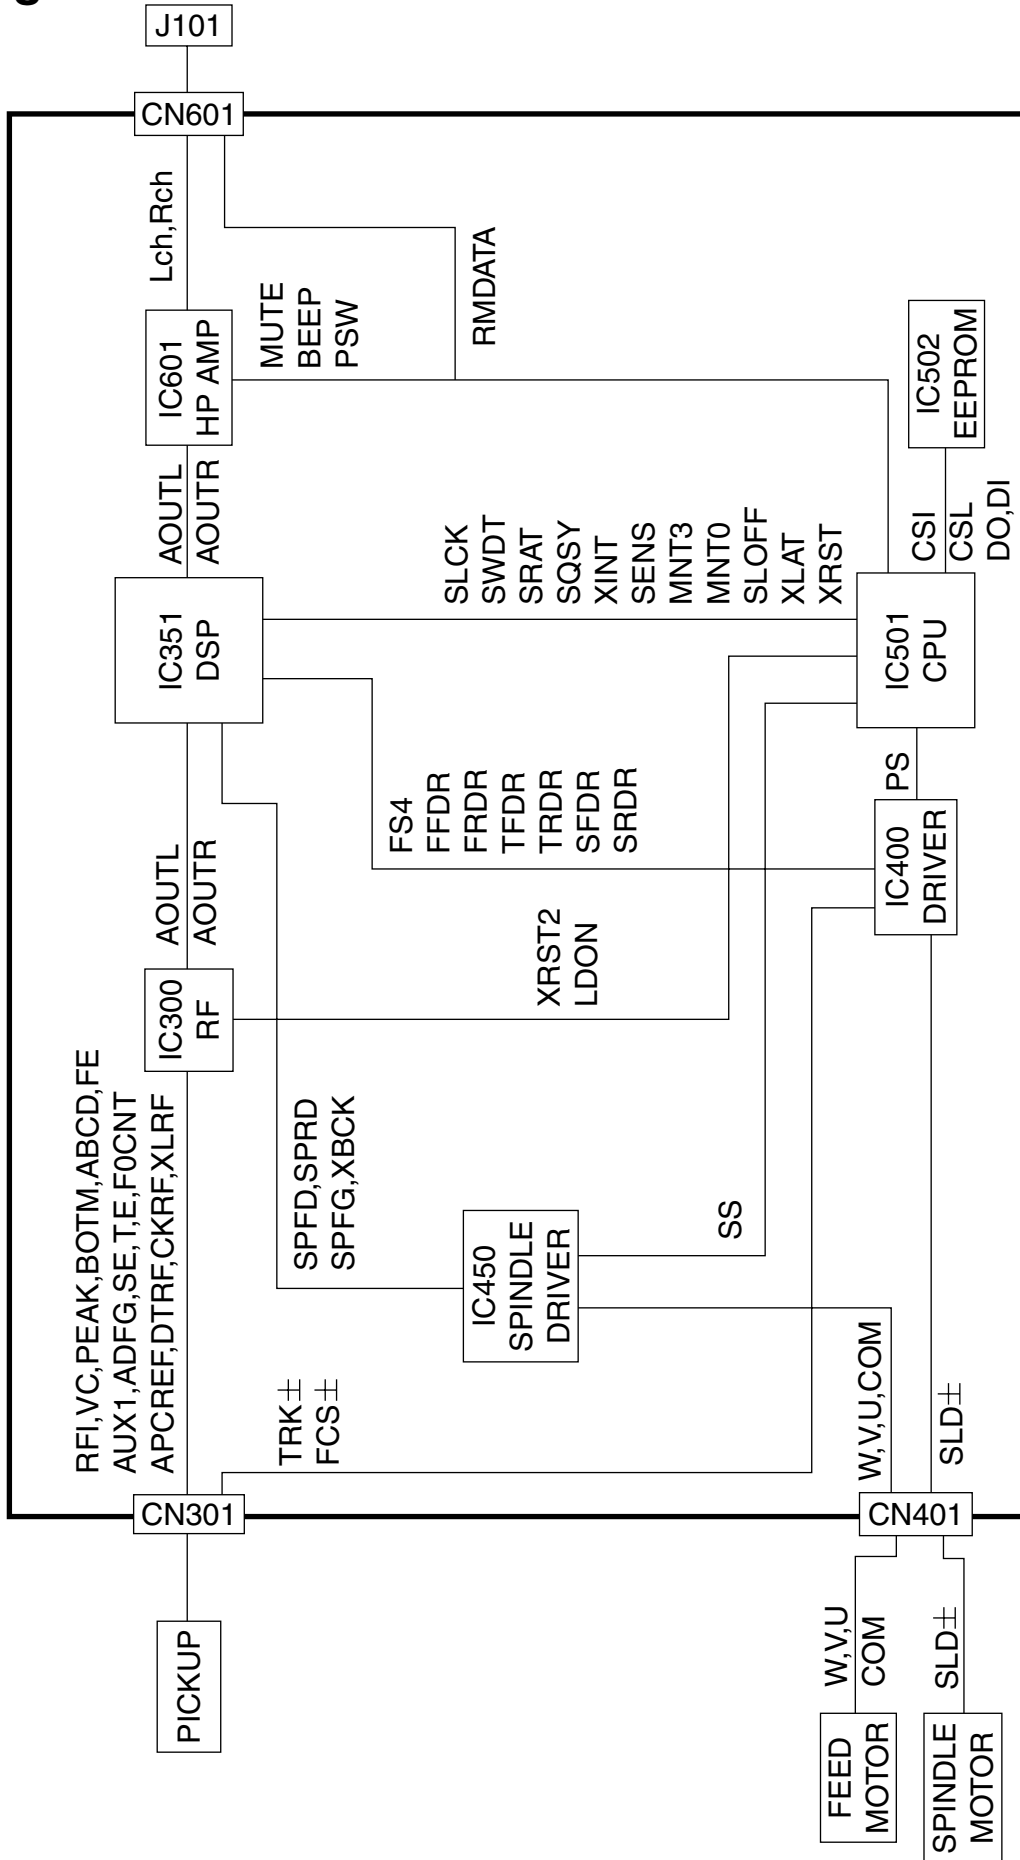 J101
CN601
Lch,Rch
MUTE
BEEP
PSW
RMDATA
IC601
HP AMP
IC502
EEPROM
AOUTL
AOUTR
CSI
CSL
DO,DI
SLCK
SWDT
SRAT
SQSY
XINT
SENS
MNT3
MNT0
SLOFF
XLAT
XRST
IC351
DSP
IC501
CPU
PS
FS4
FFDR
FRDR
TFDR
TRDR
SFDR
SRDR
IC400
DRIVER
AOUTL
AOUTR
XRST2
LDON
IC300
RF
RFI,VC,PEAK,BOTM,ABCD,FE
AUX1,ADFG,SE,T,E,F0CNT
APCREF,DTRF,CKRF,XLRF
SPFD,SPRD
SPFG,XBCK
SS
IC450
SPINDLE
DRIVER
TRK±
FCS±
W,V,U,COM
SLD±
CN301
CN401
PICKUP
W,V,U
COM
SLD±
FEED
MOTOR
SPINDLE
MOTOR